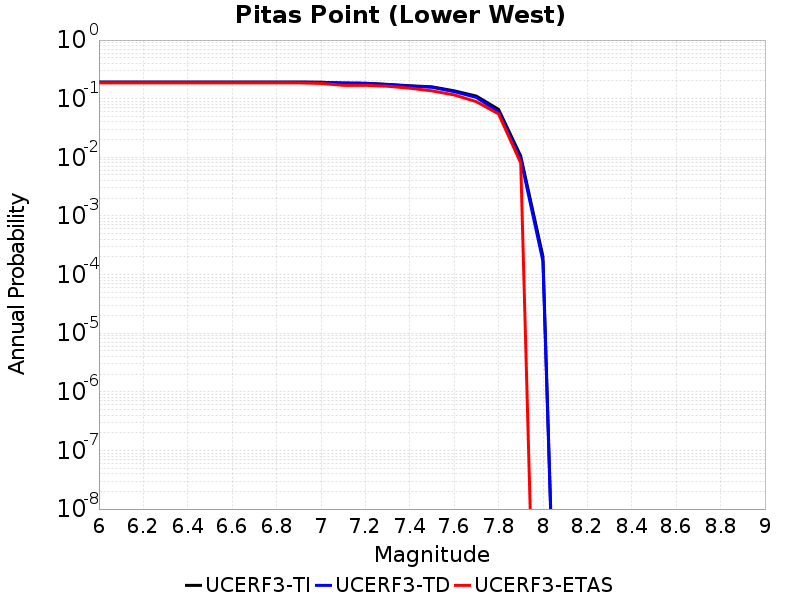 Pitas Point (Lower West)
10^0
10^-1
10^-2
10^-3
10^-4
10^-5
10^-6
10^-7
10^-8
Annual Probability
6 6.2 6.4 6.6 6.8 7 7.2 7.4 7.6 7.8 8 8.2 8.4 8.6 8.8 9
Magnitude
UCERF3-TI UCERF3-TD UCERF3-ETAS